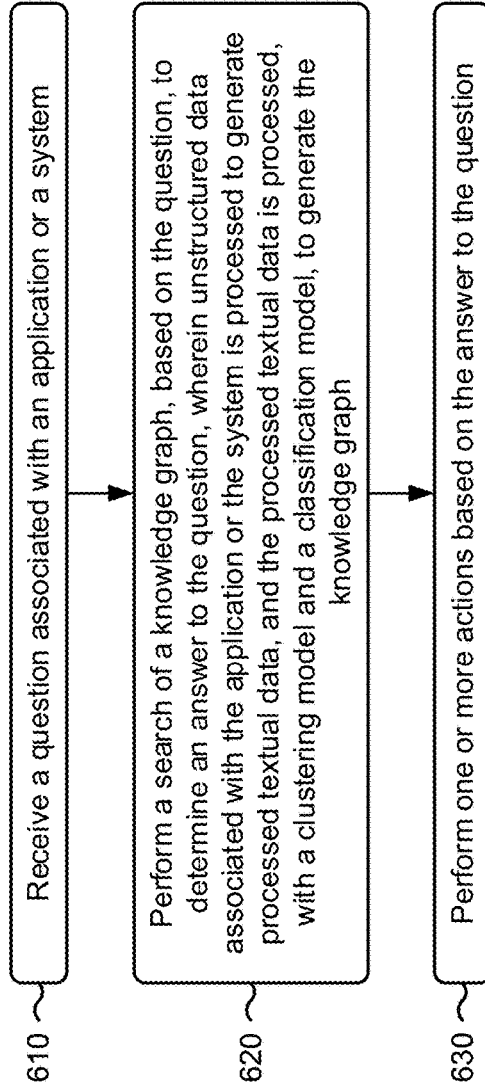 610
Receive a question associated with an application or a system
620
Perform a search of a knowledge graph, based on the question, to
determine an answer to the question, wherein unstructured data
associated with the application or the system is processed to generate
processed textual data, and the processed textual data is processed,
with a clustering model and a classification model, to generate the
knowledge graph
630
Perform one or more actions based on the answer to the question